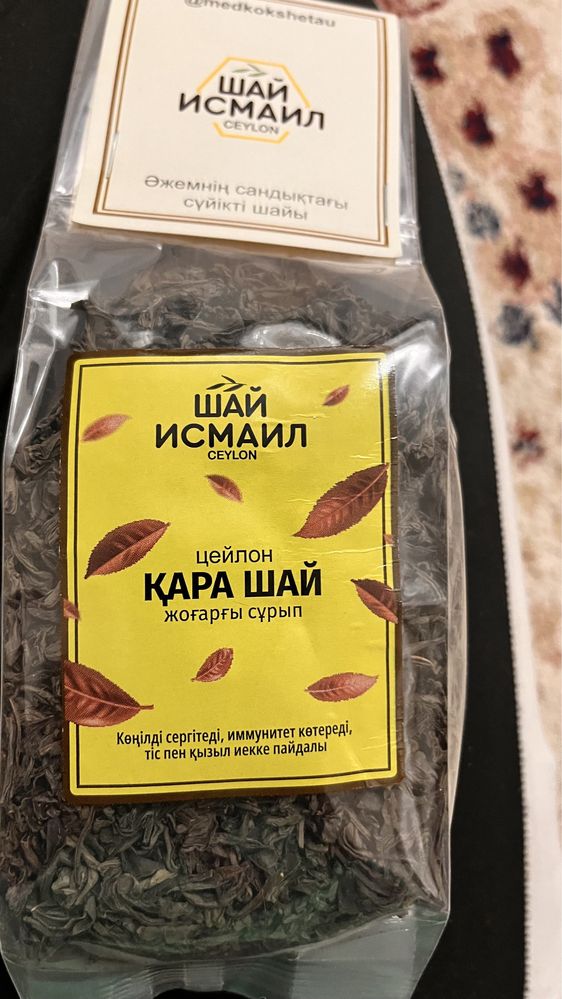 @medkokshetau
ШАЙ
ИСМАИЛ
CEYLON
Әжемнің сандықтағы
сүйікті шайы
ШАЙ
ИСМАИЛ
CEYLON
цейлон
ҚАРА ШАЙ
жоғарғы сұрып
Көңілді сергітеді, иммунитет көтереді,
тіс пен қызыл иекке пайдалы